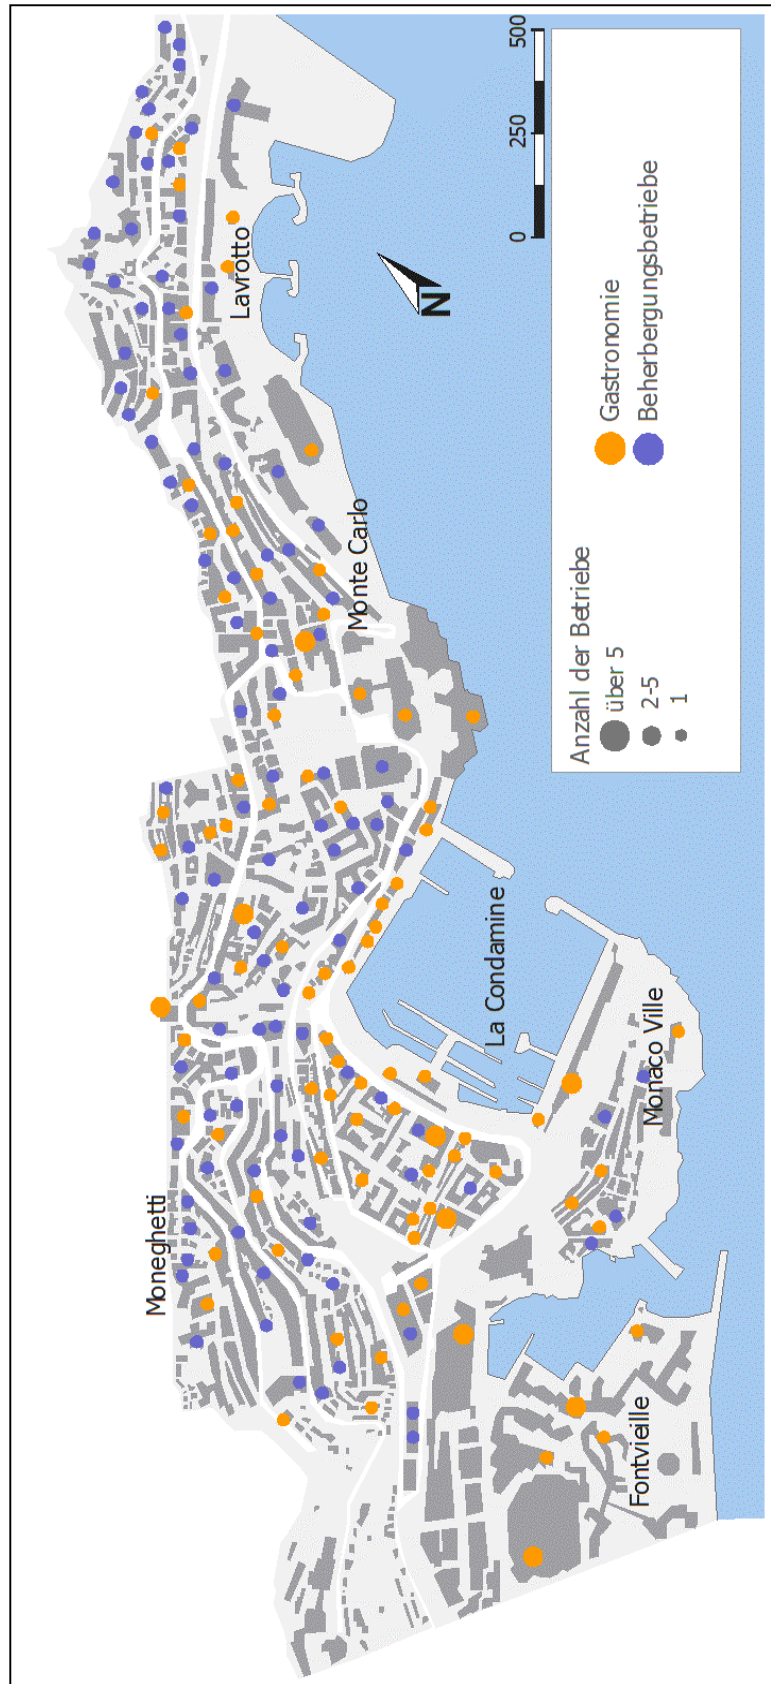 Moneghetti
Fontvieille
Monaco Ville
La Condamine
Monte Carlo
Lavrotto
N
0 250 500
Anzahl der Betriebe
über 5
2-5
1
Gastronomie
Beherbergungsbetriebe